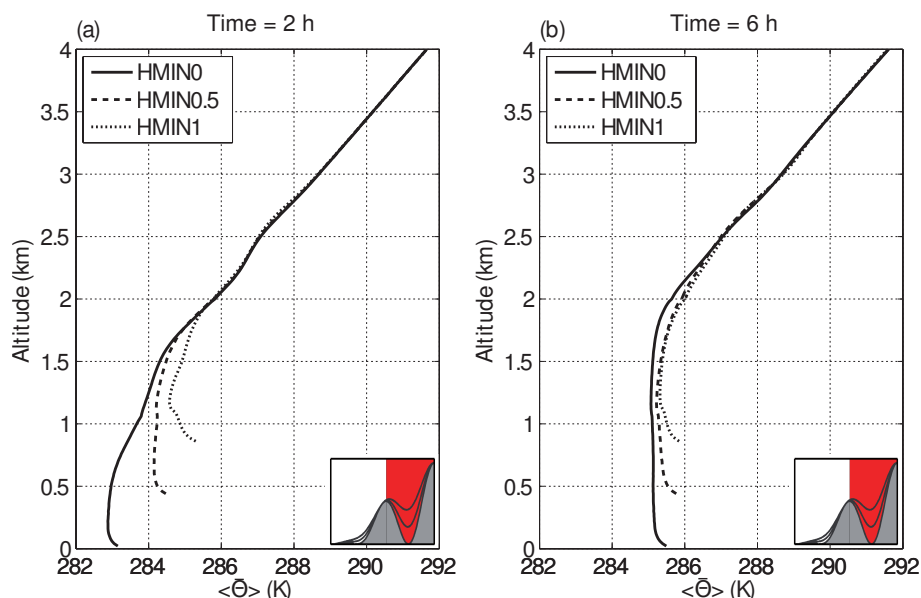 (a)
Time = 2 h
HMIN0
HMIN0.5
HMIN1
Altitude (km)
4
3.5
3
2.5
2
1.5
1
0.5
0
282
284
286
288
290
292
<Θ̄> (K)
(b)
Time = 6 h
HMIN0
HMIN0.5
HMIN1
Altitude (km)
4
3.5
3
2.5
2
1.5
1
0.5
0
282
284
286
288
290
292
<Θ̄> (K)